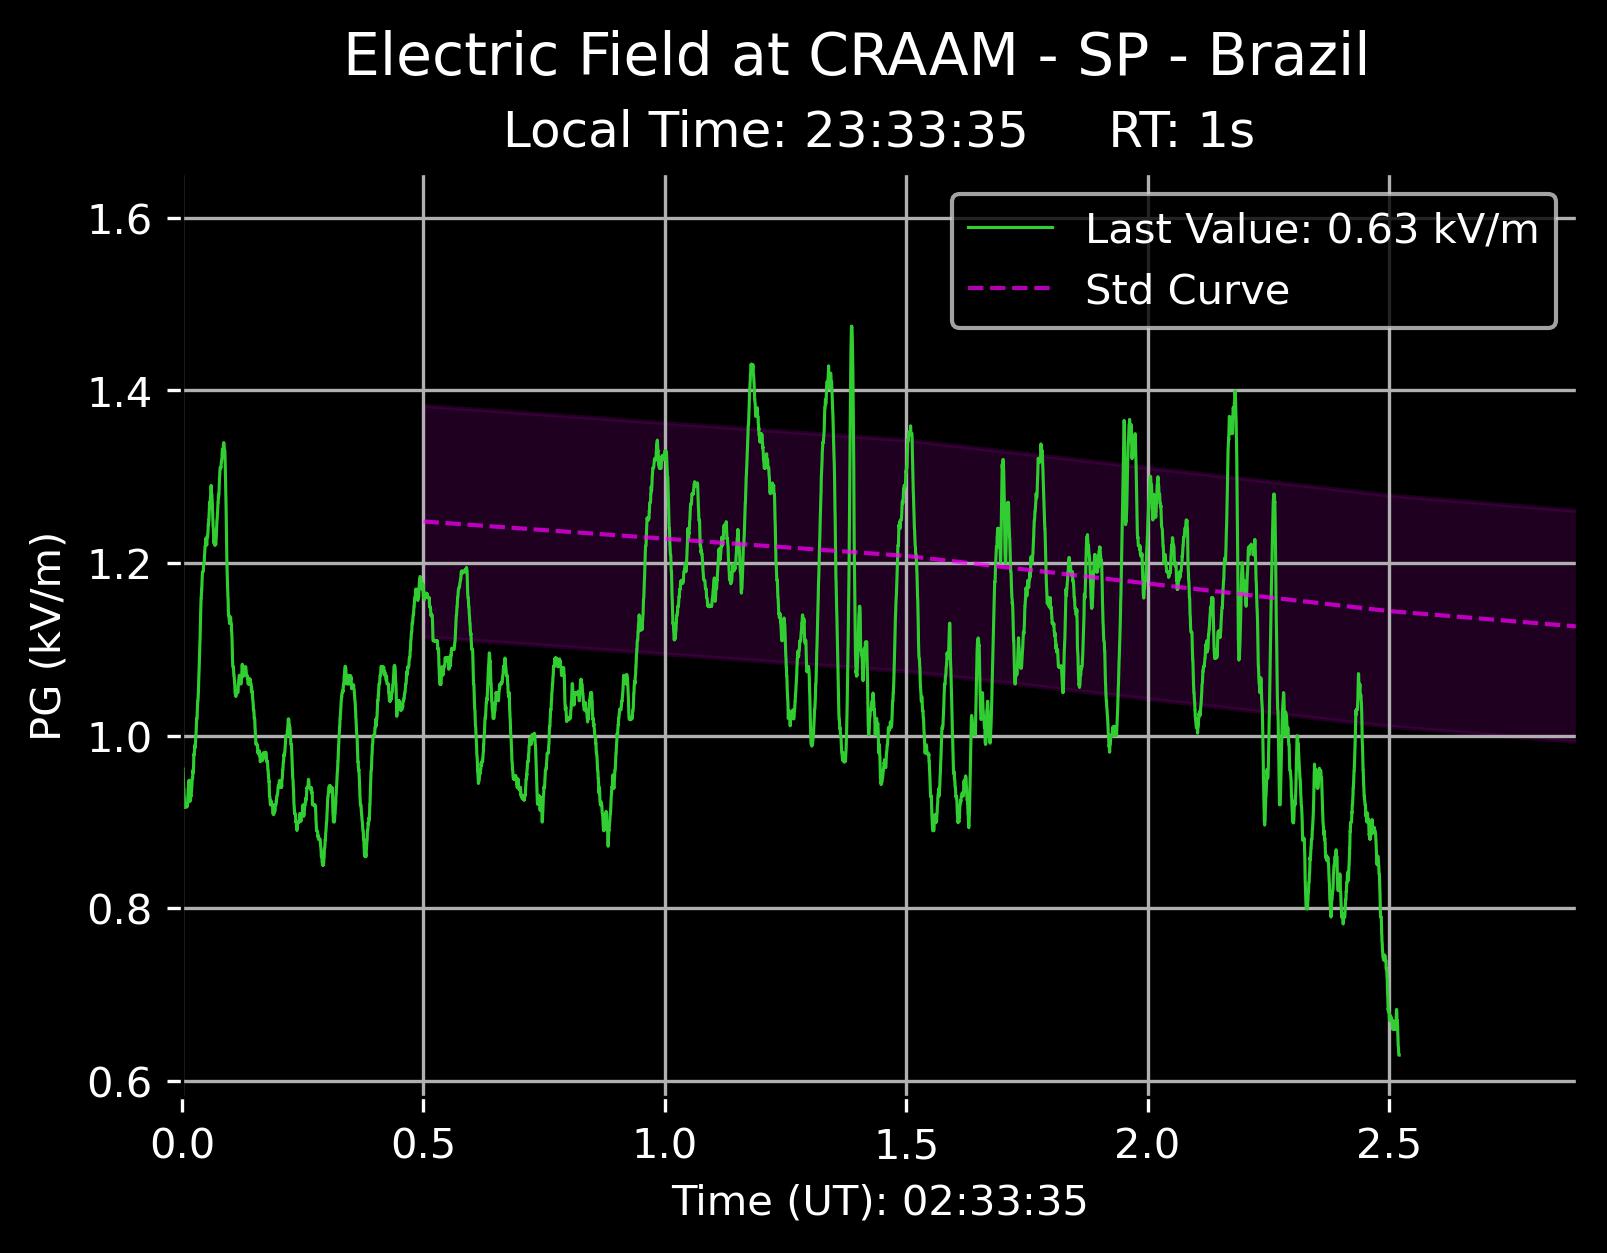 Electric Field at CRAAM - SP - Brazil
Local Time: 23:33:35 RT: 1s
Last Value: 0.63 kV/m
Std Curve
PG (kV/m)
1.6
1.4
1.2
1.0
0.8
0.6
0.0 0.5 1.0 1.5 2.0 2.5
Time (UT): 02:33:35